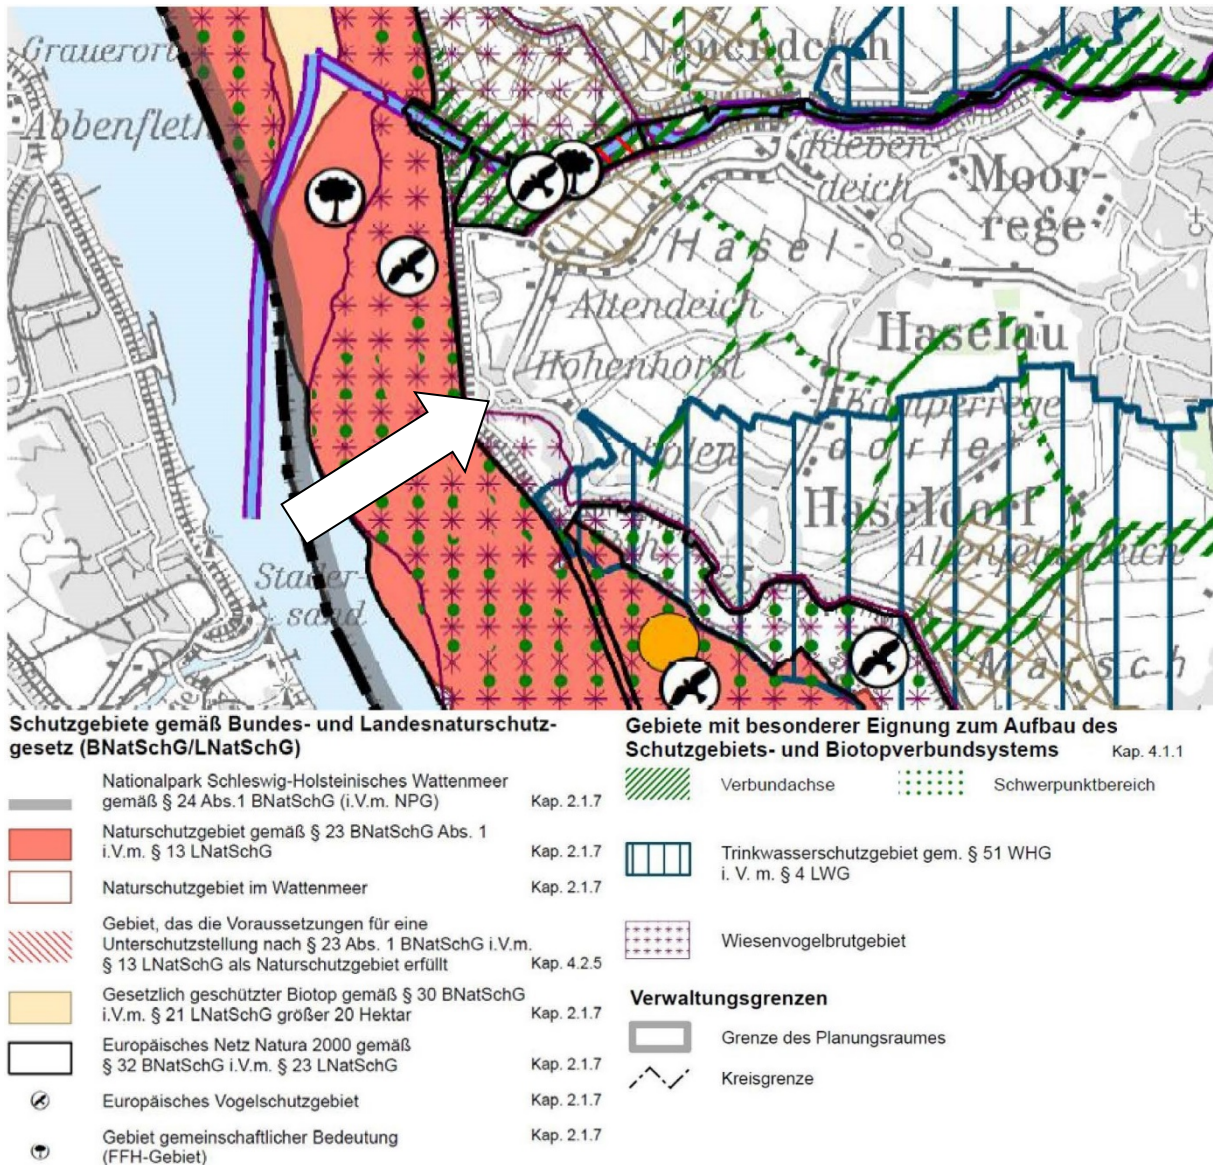 Grauerort
Abbenfleth
Neuendeich
Kleven-
deich
Moor-
rege
Hasel-
Altendeich
Haselau
Hohenhorst
Kamperrege
dorfer
Haseldorf
Altenfeldsdeich
Stader-
sand
Marsch
Schutzgebiete gemäß Bundes- und Landesnaturschutz-
gesetz (BNatSchG/LNatSchG)
Nationalpark Schleswig-Holsteinisches Wattenmeer
gemäß § 24 Abs.1 BNatSchG (i.V.m. NPG) Kap. 2.1.7
Naturschutzgebiet gemäß § 23 BNatSchG Abs. 1
i.V.m. § 13 LNatSchG Kap. 2.1.7
Naturschutzgebiet im Wattenmeer Kap. 2.1.7
Gebiet, das die Voraussetzungen für eine
Unterschutzstellung nach § 23 Abs. 1 BNatSchG i.V.m.
§ 13 LNatSchG als Naturschutzgebiet erfüllt Kap. 4.2.5
Gesetzlich geschützter Biotop gemäß § 30 BNatSchG
i.V.m. § 21 LNatSchG größer 20 Hektar Kap. 2.1.7
Europäisches Netz Natura 2000 gemäß
§ 32 BNatSchG i.V.m. § 23 LNatSchG Kap. 2.1.7
Europäisches Vogelschutzgebiet Kap. 2.1.7
Gebiet gemeinschaftlicher Bedeutung Kap. 2.1.7
(FFH-Gebiet)
Gebiete mit besonderer Eignung zum Aufbau des
Schutzgebiets- und Biotopverbundsystems Kap. 4.1.1
Verbundachse Schwerpunktbereich
Trinkwasserschutzgebiet gem. § 51 WHG
i. V. m. § 4 LWG
Wiesenvogelbrutgebiet
Verwaltungsgrenzen
Grenze des Planungsraumes
Kreisgrenze